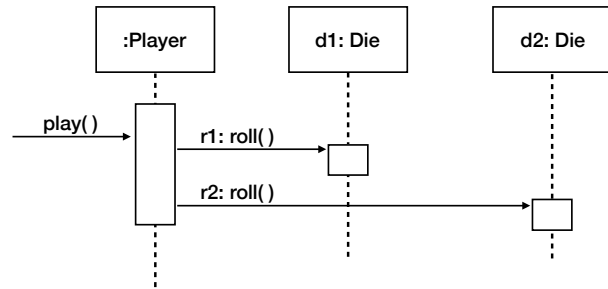 :Player
d1: Die
d2: Die
play( )
r1: roll( )
r2: roll( )